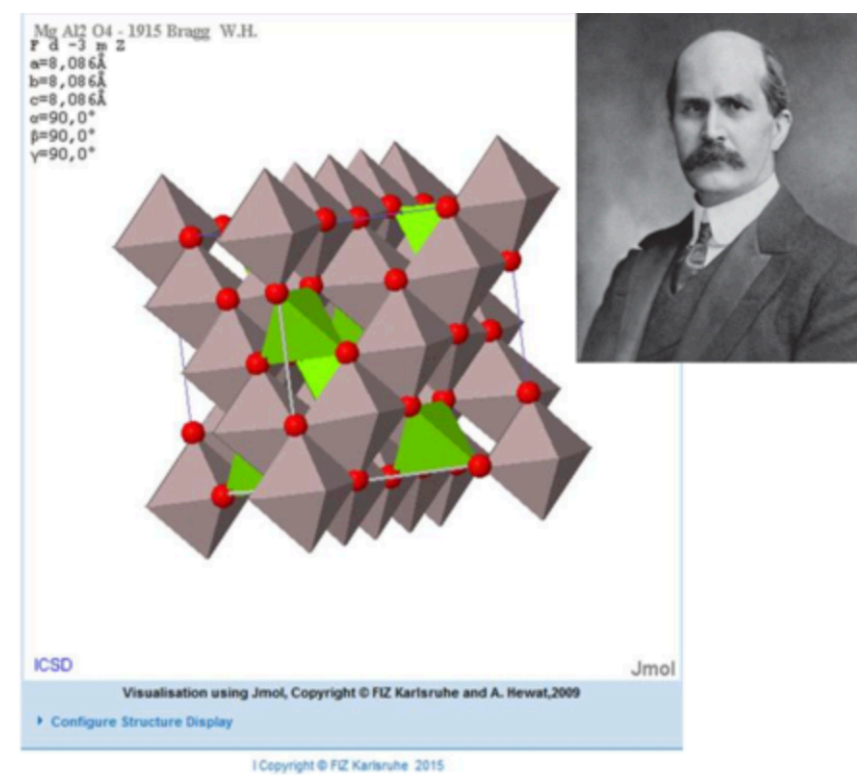 Mg Al2 O4 - 1915 Bragg W.H.
F d -3 m Z
a=8,086Å
b=8,086Å
c=8,086Å
α=90,0°
β=90,0°
γ=90,0°
ICSD
Jmol
Visualisation using Jmol, Copyright © FIZ Karlsruhe and A. Hewat,2009
Configure Structure Display
I Copyright © FIZ Karlsruhe 2015